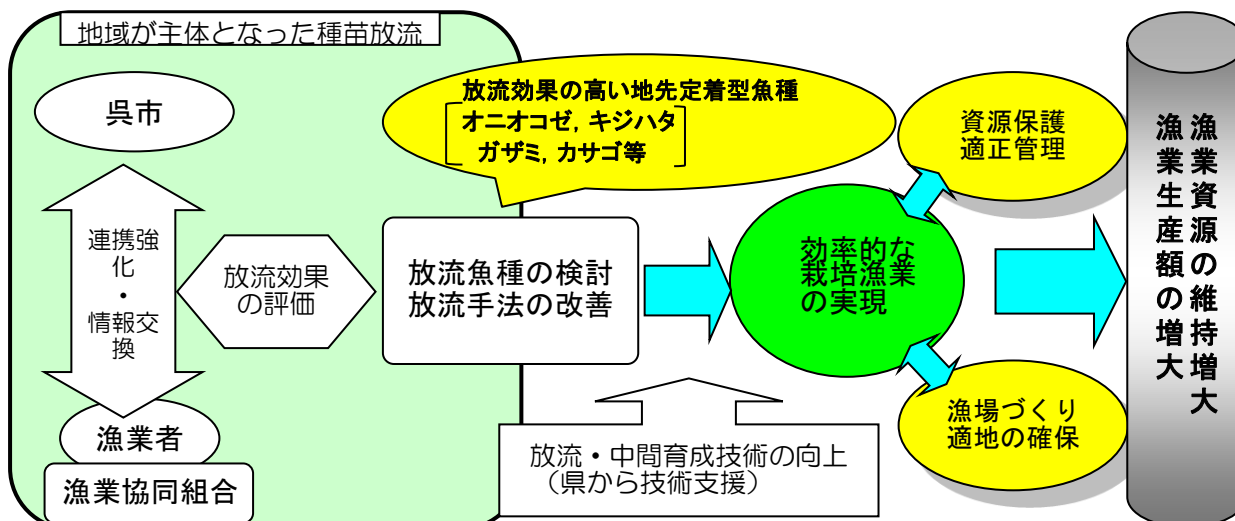 地域が主体となった種苗放流
呉市
連携強
化
・
情報交
換
漁業者
漁業協同組合
放流効果
の評価
放流効果の高い地先定着型魚種
オニオコゼ，キジハタ
ガザミ，カサゴ等
放流魚種の検討
放流手法の改善
放流・中間育成技術の向上
（県から技術支援）
効率的な
栽培漁業
の実現
資源保護
適正管理
漁場づくり
適地の確保
漁業資源の維持増大
漁業生産額の増大